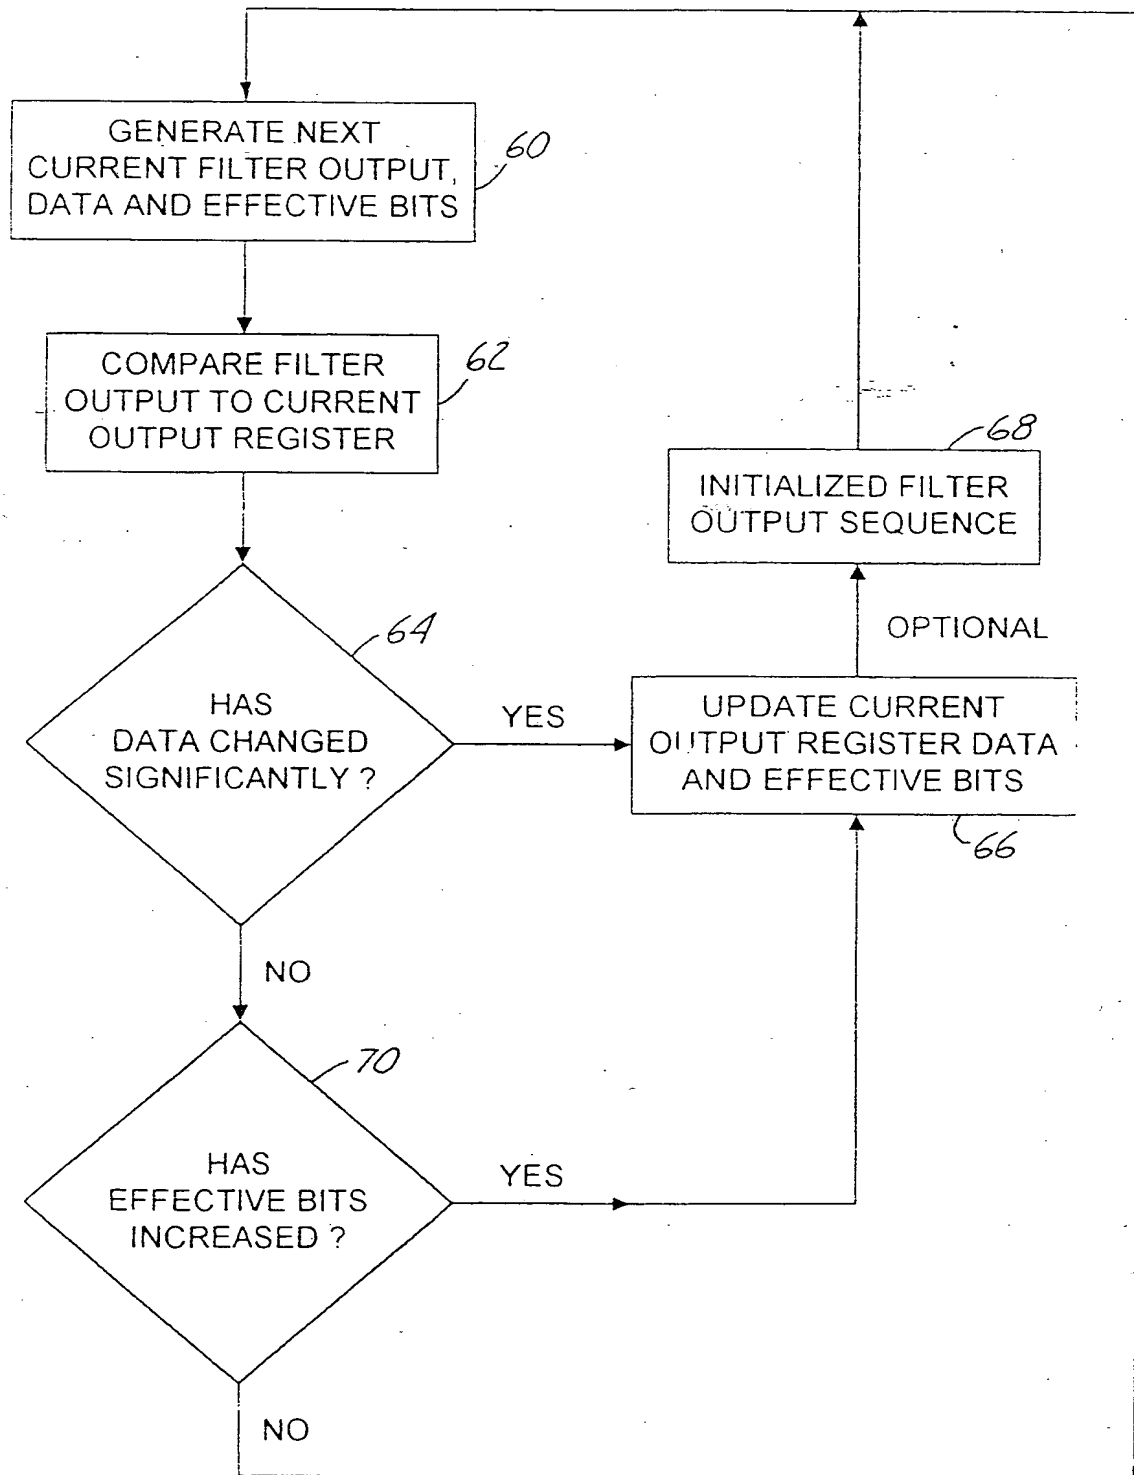 GENERATE NEXT
CURRENT FILTER OUTPUT,
DATA AND EFFECTIVE BITS
60
COMPARE FILTER
OUTPUT TO CURRENT
OUTPUT REGISTER
62
68
INITIALIZED FILTER
OUTPUT SEQUENCE
OPTIONAL
64
HAS
DATA CHANGED
SIGNIFICANTLY ?
YES
UPDATE CURRENT
OUTPUT REGISTER DATA
AND EFFECTIVE BITS
66
NO
70
HAS
EFFECTIVE BITS
INCREASED ?
YES
NO